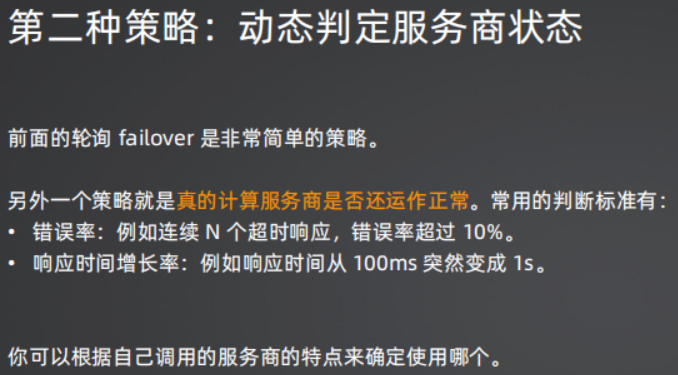 第二种策略：动态判定服务商状态
前面的轮询 failover 是非常简单的策略。
另外一个策略就是真的计算服务商是否还运作正常。常用的判断标准有：
• 错误率：例如连续 N 个超时响应，错误率超过 10%。
• 响应时间增长率：例如响应时间从 100ms 突然变成 1s。
你可以根据自己调用的服务商的特点来确定使用哪个。